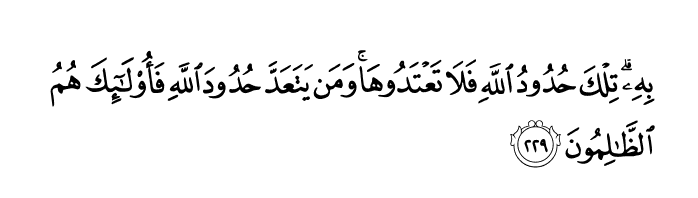 بِهِۦۗ تِلۡكَ حُدُودُ ٱللَّهِ فَلَا تَعۡتَدُوهَاۚ وَمَن يَتَعَدَّ حُدُودَ ٱللَّهِ فَأُوْلَٰٓئِكَ هُمُ
ٱلظَّٰلِمُونَ ٢٢٩